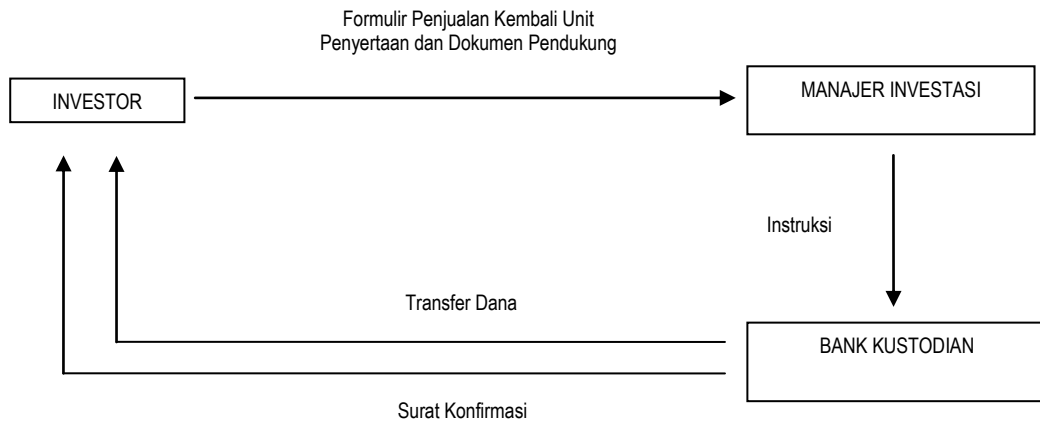 Formulir Penjualan Kembali Unit
Penyertaan dan Dokumen Pendukung
INVESTOR
MANAJER INVESTASI
Instruksi
Transfer Dana
BANK KUSTODIAN
Surat Konfirmasi